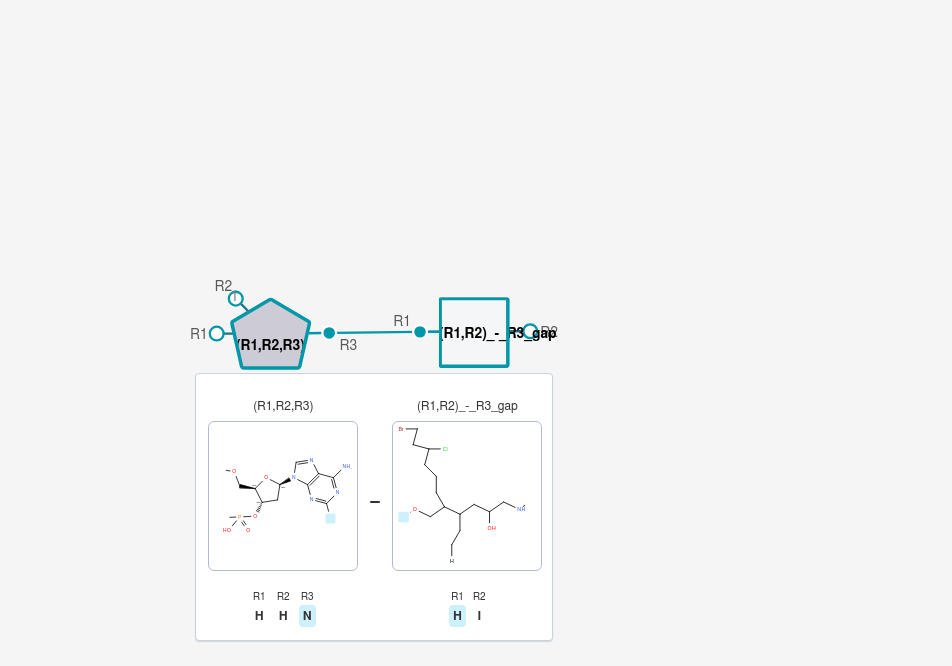 R2
R1
(R1,R2,R3)
R3
R1
(R1,R2)_-_R3_gap
R2
(R1,R2,R3)
(R1,R2)_-_R3_gap
O
O
P
O
HO
O
N
N
N
N
NH
Br
Cl
O
OH
NH
H
R1 R2 R3
H H N
R1 R2
H I